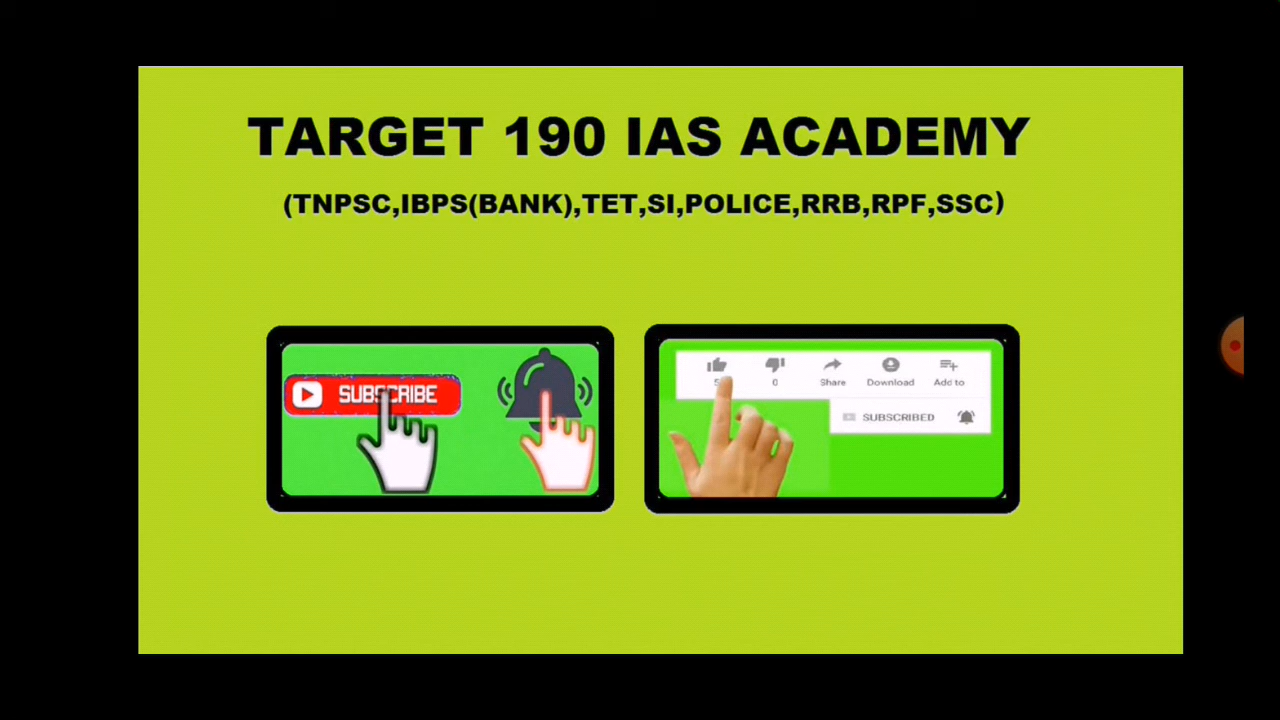 TARGET 190 IAS ACADEMY
(TNPSC,IBPS(BANK),TET,SI,POLICE,RRB,RPF,SSC)
SUBSCRIBE
0 Share Download Add to
SUBSCRIBED